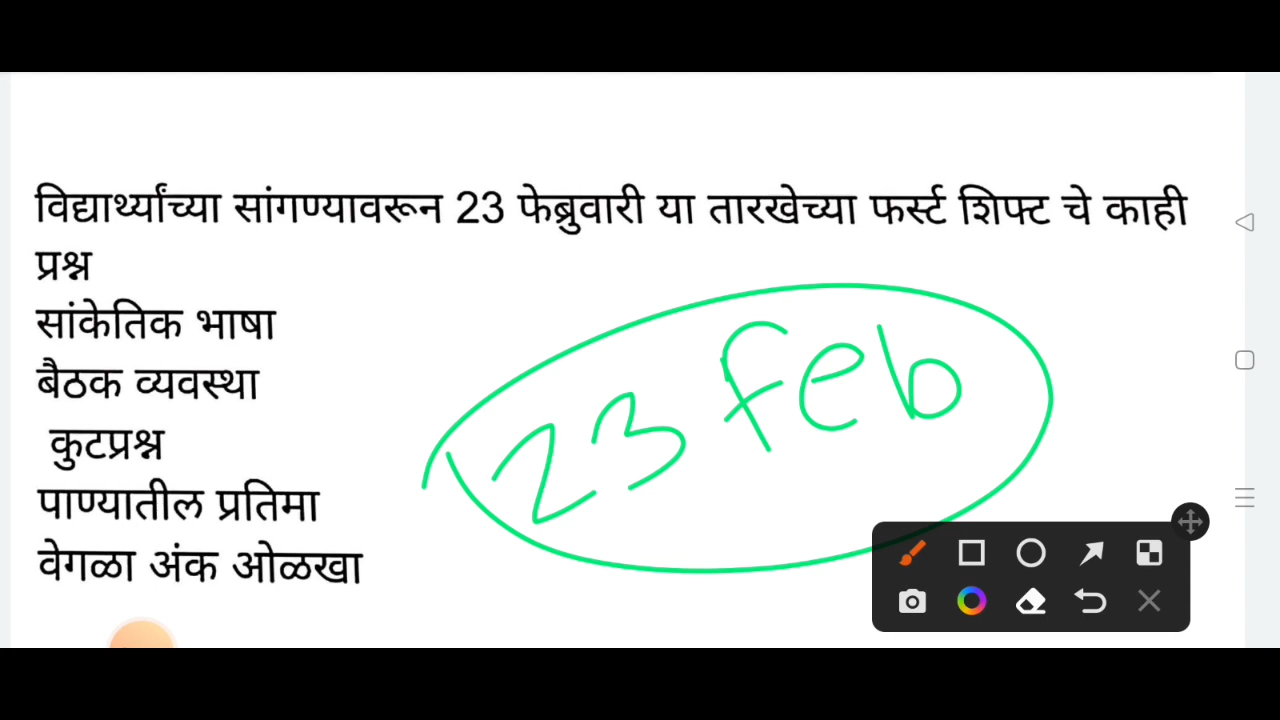 विद्यार्थ्यांच्या सांगण्यावरून 23 फेब्रुवारी या तारखेच्या फर्स्ट शिफ्ट चे काही
प्रश्न
सांकेतिक भाषा
बैठक व्यवस्था
कुटप्रश्न
पाण्यातील प्रतिमा
वेगळा अंक ओळखा
23 feb